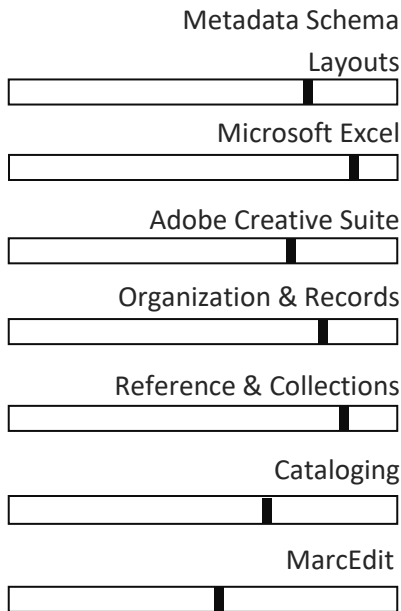 Metadata Schema
Layouts
Microsoft Excel
Adobe Creative Suite
Organization & Records
Reference & Collections
Cataloging
MarcEdit